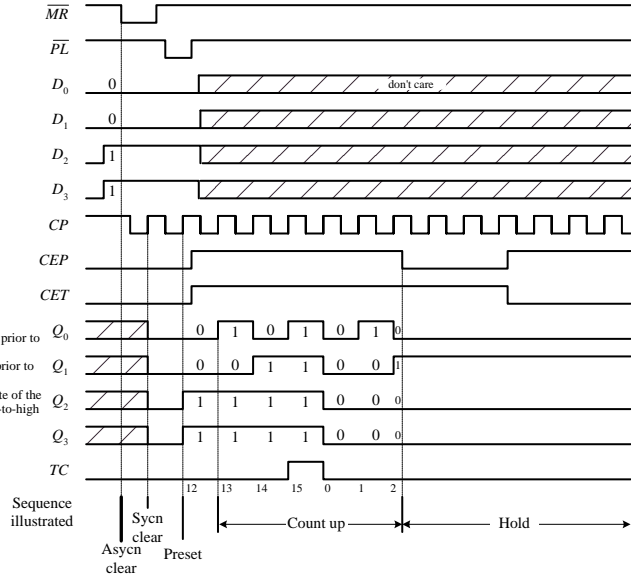 MR
PL
D0 0 don't care
D1 0
D2 1
D3 1
CP
CEP
CET
prior to Q0 0 1 0 1 0 1 0
prior to Q1 0 0 1 1 0 0 1
te of the
-to-high Q2 1 1 1 1 0 0 0
Q3 1 1 1 1 0 0 0
TC
12 13 14 15 0 1 2
Sequence
illustrated
Sycn
clear
Count up
Hold
Asycn
clear
Preset